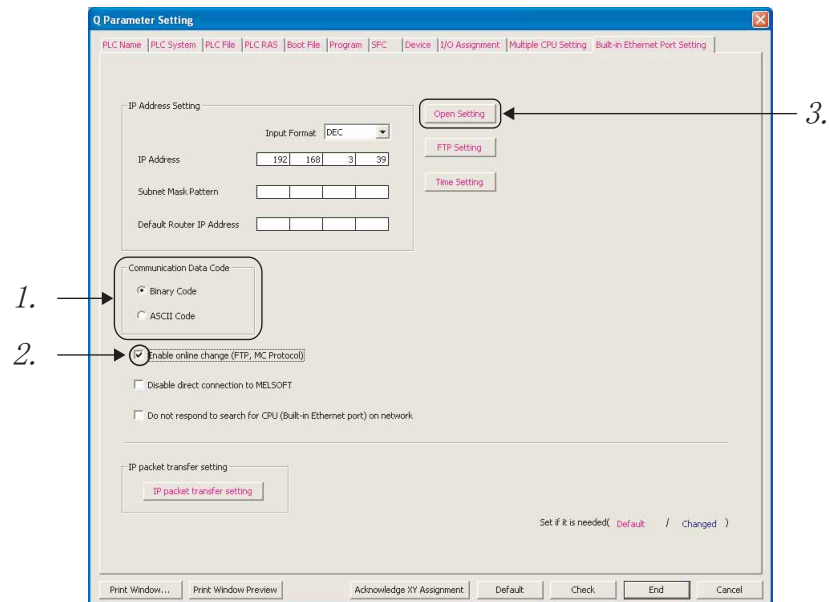 Q Parameter Setting
PLC Name PLC System PLC File PLC RAS Boot File Program SFC Device I/O Assignment Multiple CPU Setting Built-in Ethernet Port Setting
IP Address Setting
Input Format DEC
IP Address 192 168 3 39
Subnet Mask Pattern
Default Router IP Address
Open Setting
3.
FTP Setting
Time Setting
Communication Data Code
1.
Binary Code
ASCII Code
2.
Enable online change (FTP, MC Protocol)
Disable direct connection to MELSOFT
Do not respond to search for CPU (Built-in Ethernet port) on network
IP packet transfer setting
IP packet transfer setting
Set if it is needed( Default / Changed )
Print Window... Print Window Preview Acknowledge XY Assignment Default Check End Cancel